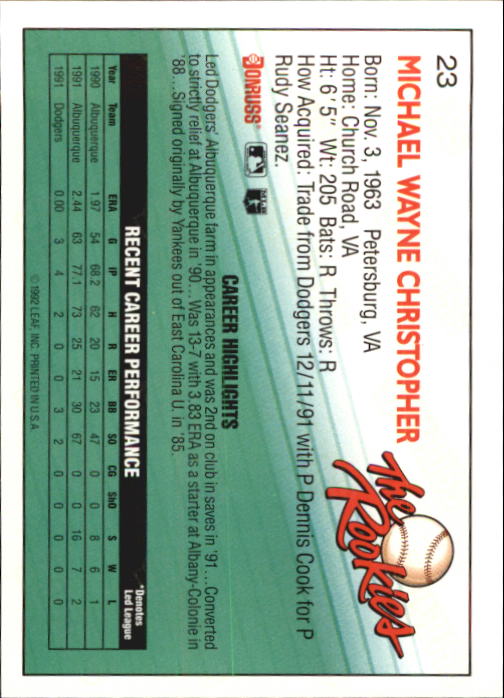 23
The
Rookies
MICHAEL WAYNE CHRISTOPHER
Born: Nov. 3, 1963 Petersburg, VA
Home: Church Road, VA
Ht: 6'5" Wt: 205 Bats: R Throws: R
How Acquired: Trade from Dodgers 12/11/91 with P Dennis Cook for P
Rudy Seanez.
DONRUSS
CAREER HIGHLIGHTS
Led Dodgers' Albuquerque farm in appearances and was 2nd on club in saves in '91... Converted
to strictly relief at Albuquerque in '90... Was 13-7 with 3.83 ERA as a starter at Albany-Colonie in
'88... Signed originally by Yankees out of East Carolina U. in '85.
RECENT CAREER PERFORMANCE
*Denotes
Led League
Year Team ERA G IP H R ER BB SO CG ShO S W L
1990 Albuquerque 1.97 54 68.2 62 20 15 23 47 0 0 8 6 1
1991 Albuquerque 2.44 63 77.1 73 25 21 30 67 0 0 16 7 2
1991 Dodgers 0.00 3 4 2 0 0 3 2 0 0 0 0 0
©1992 LEAF, INC. PRINTED IN U.S.A.